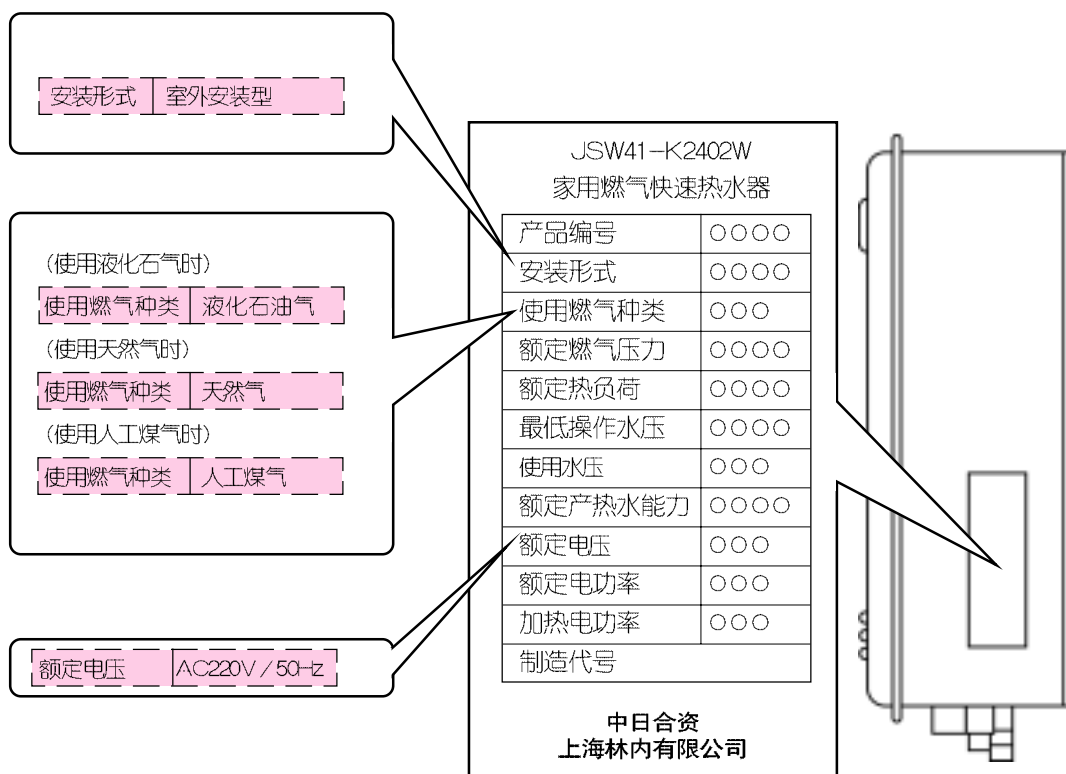 安装形式 室外安装型
(使用液化石气时)
使用燃气种类 液化石油气
(使用天然气时)
使用燃气种类 天然气
(使用人工煤气时)
使用燃气种类 人工煤气
额定电压 AC220V/50Hz
JSW41-K2402W
家用燃气快速热水器
产品编号 ○○○○
安装形式 ○○○○
使用燃气种类 ○○○
额定燃气压力 ○○○○
额定热负荷 ○○○○
最低操作水压 ○○○○
使用水压 ○○○
额定产热水能力 ○○○○
额定电压 ○○○
额定电功率 ○○○
加热电功率 ○○○
制造代号
中日合资
上海林内有限公司